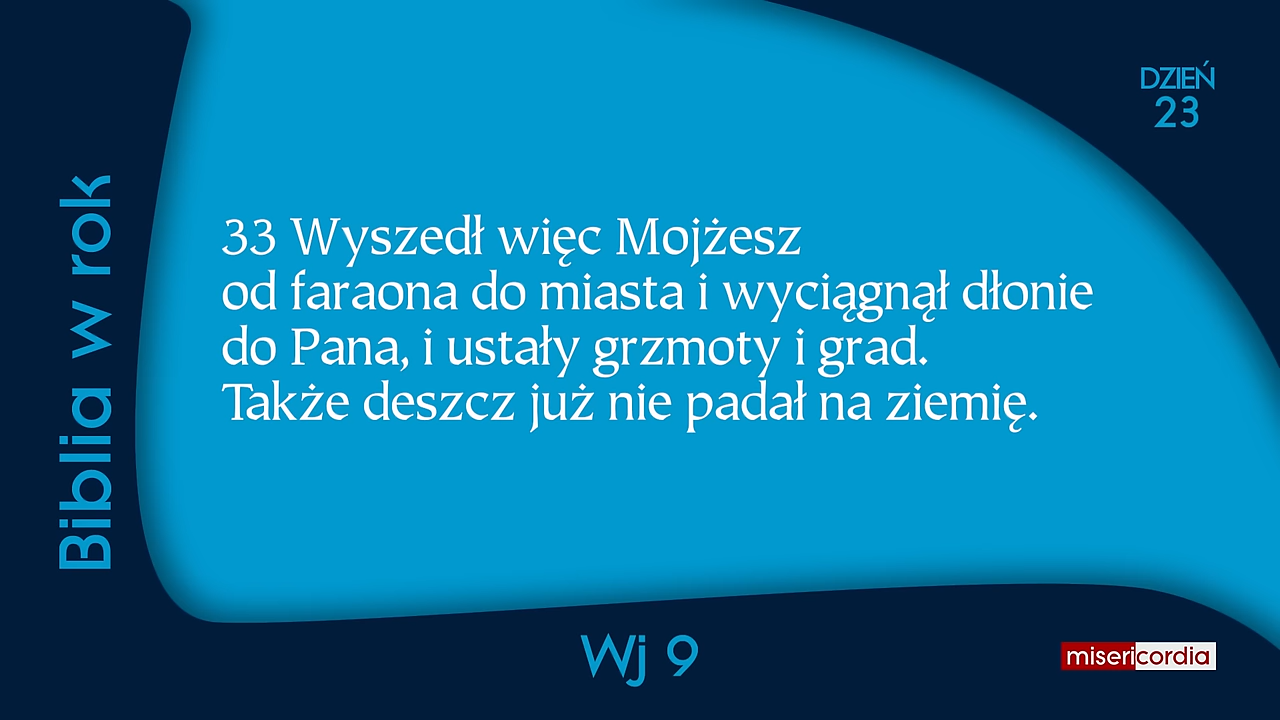 DZIEŃ
23
Biblia w rok
33 Wyszedł więc Mojżesz
od faraona do miasta i wyciągnął dłonie
do Pana, i ustały grzmoty i grad.
Także deszcz już nie padał na ziemię.
Wj 9
misericordia